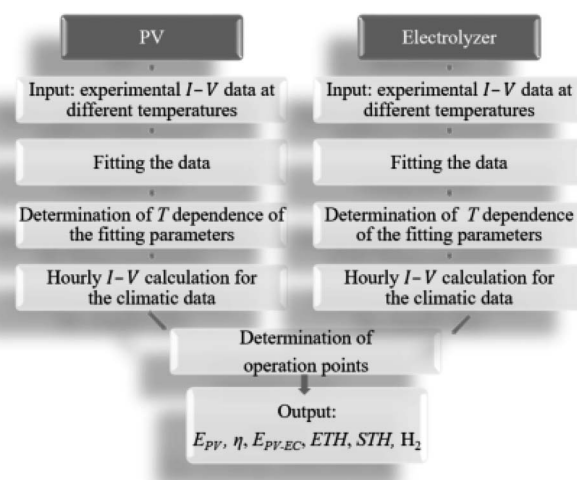 PV
Input: experimental I–V data at
different temperatures
Fitting the data
Determination of T dependence of
the fitting parameters
Hourly I–V calculation for
the climatic data
Electrolyzer
Input: experimental I–V data at
different temperatures
Fitting the data
Determination of T dependence
of the fitting parameters
Hourly I–V calculation for
the climatic data
Determination of
operation points
Output:
E_PV, η, E_PV-EC, ETH, STH, H₂